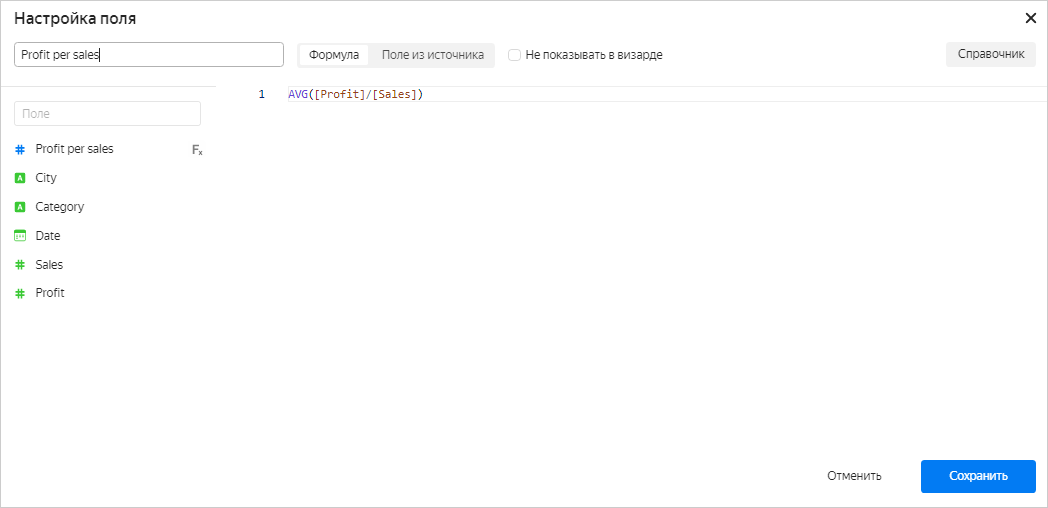 Настройка поля
Profit per sales
Формула
Поле из источника
Не показывать в визарде
Справочник
1 AVG([Profit]/[Sales])
Поле
Profit per sales Fx
A City
A Category
Date
Sales
Profit
Отменить
Сохранить